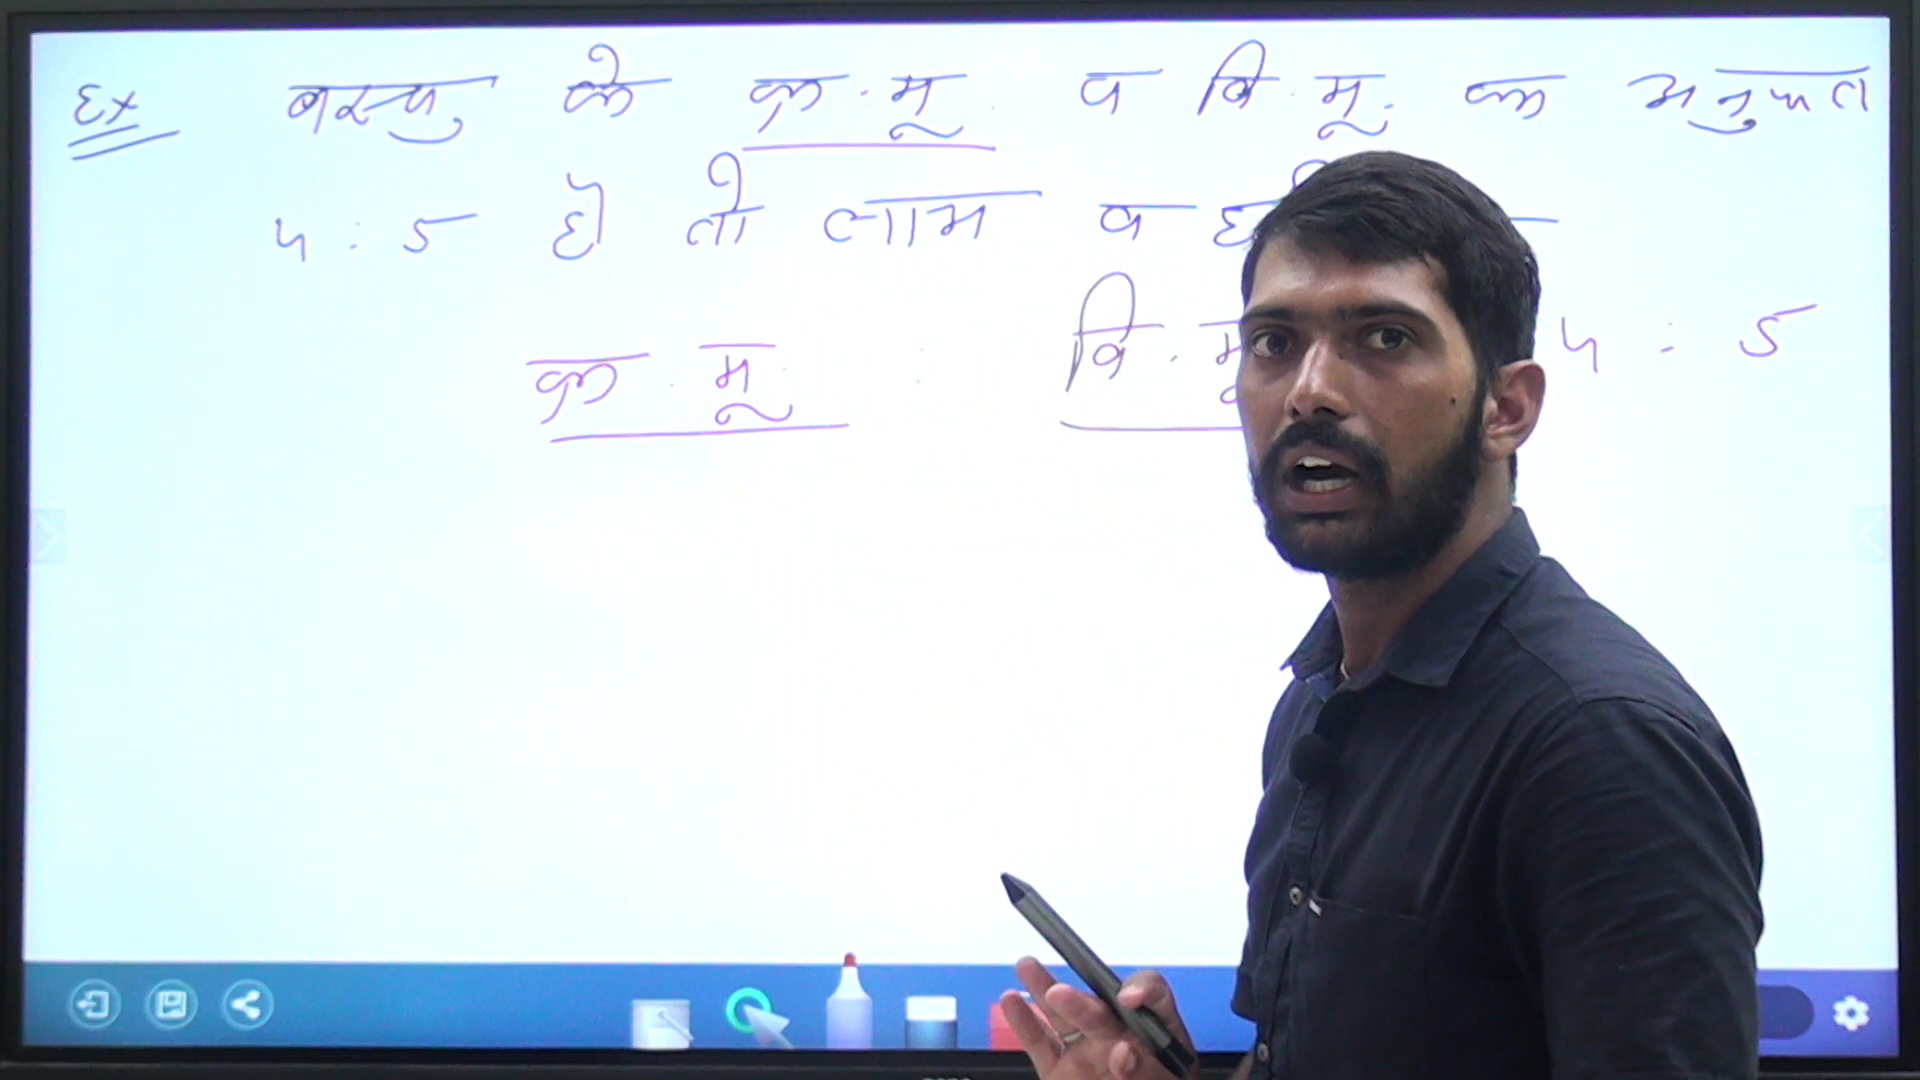 Ex वस्तु के क्र.मू. व वि.मू. का अनुपात
4 : 5 हो तो लाभ व
क्र. मू. : वि. मू 4 : 5